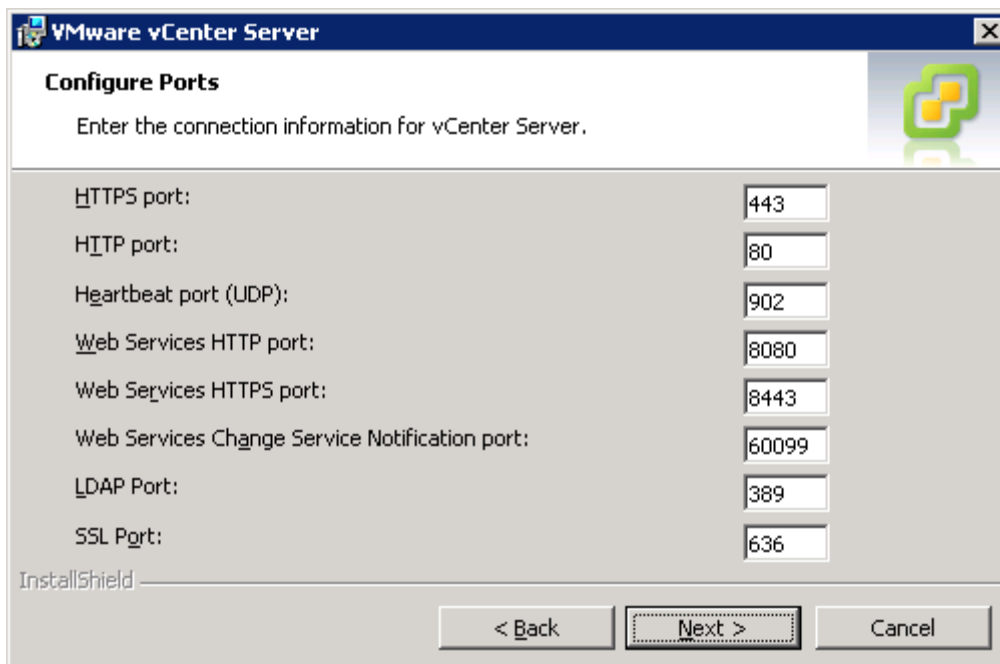 VMware vCenter Server
Configure Ports
Enter the connection information for vCenter Server.
HTTPS port: 443
HTTP port: 80
Heartbeat port (UDP): 902
Web Services HTTP port: 8080
Web Services HTTPS port: 8443
Web Services Change Service Notification port: 60099
LDAP Port: 389
SSL Port: 636
InstallShield
< Back Next > Cancel